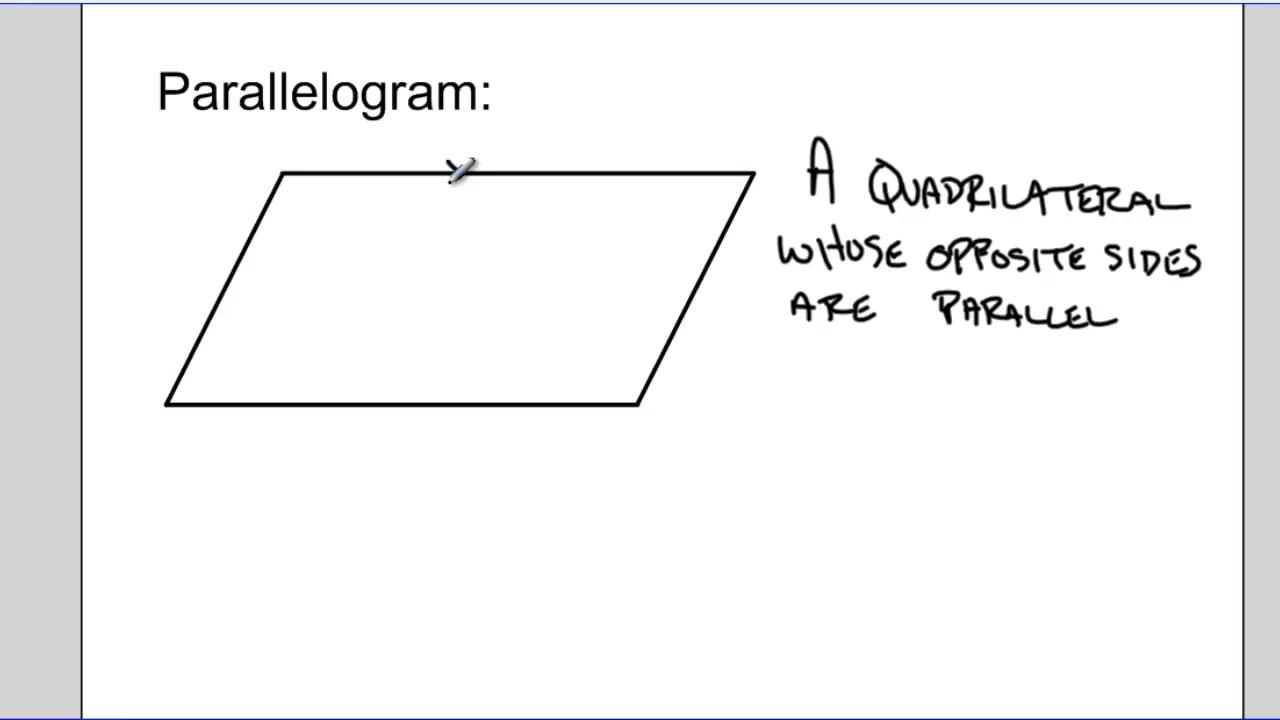 Parallelogram:
A QUADRILATERAL
WHOSE OPPOSITE SIDES
ARE PARALLEL